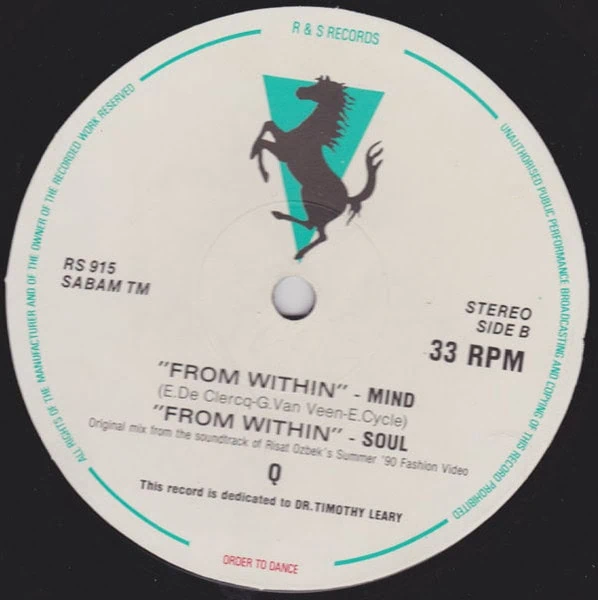 R & S RECORDS
ALL RIGHTS OF THE MANUFACTURER AND OF THE OWNER OF THE RECORDED WORK RESERVED
UNAUTHORISED PUBLIC PERFORMANCE BROADCASTING AND COPYING OF THIS RECORD PROHIBITED
RS 915
SABAM TM
STEREO
SIDE B
33 RPM
"FROM WITHIN" - MIND
(E.De Clercq-G.Van Veen-E.Cycle)
"FROM WITHIN" - SOUL
Original mix from the soundtrack of Risat Ozbek's Summer '90 Fashion Video
Q
This record is dedicated to DR.TIMOTHY LEARY
ORDER TO DANCE